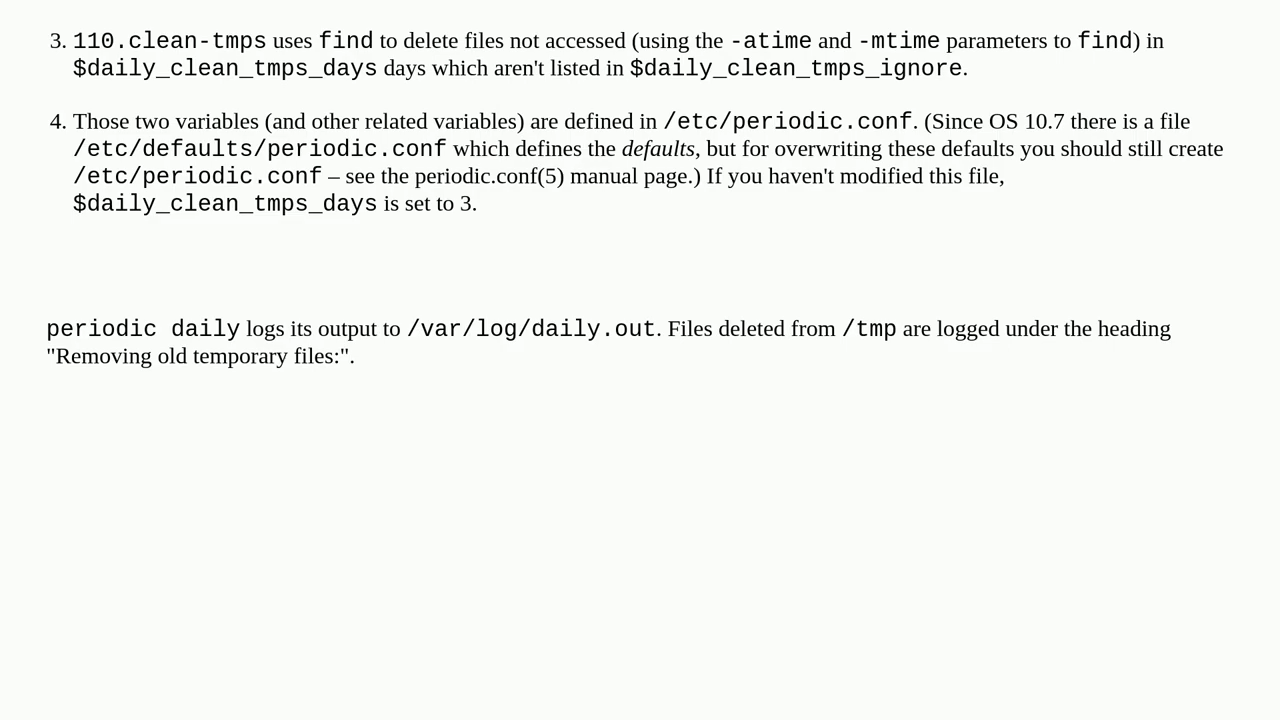 3. 110.clean-tmps uses find to delete files not accessed (using the -atime and -mtime parameters to find) in
$daily_clean_tmps_days days which aren't listed in $daily_clean_tmps_ignore.
4. Those two variables (and other related variables) are defined in /etc/periodic.conf. (Since OS 10.7 there is a file
/etc/defaults/periodic.conf which defines the defaults, but for overwriting these defaults you should still create
/etc/periodic.conf – see the periodic.conf(5) manual page.) If you haven't modified this file,
$daily_clean_tmps_days is set to 3.
periodic daily logs its output to /var/log/daily.out. Files deleted from /tmp are logged under the heading
"Removing old temporary files:".